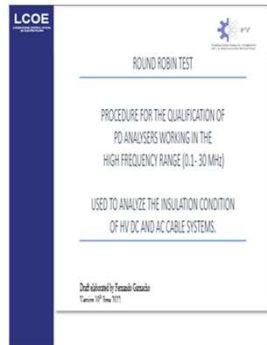 LCOE
ROUND ROBIN TEST
PROCEDURE FOR THE QUALIFICATION OF
PD ANALYSERS WORKING IN THE
HIGH FREQUENCY RANGE (0.1- 30 MHz)
USED TO ANALYZE THE INSULATION CONDITION
OF HV DC AND AC CABLE SYSTEMS.
Draft elaborated by Fernando Garnacho
Version